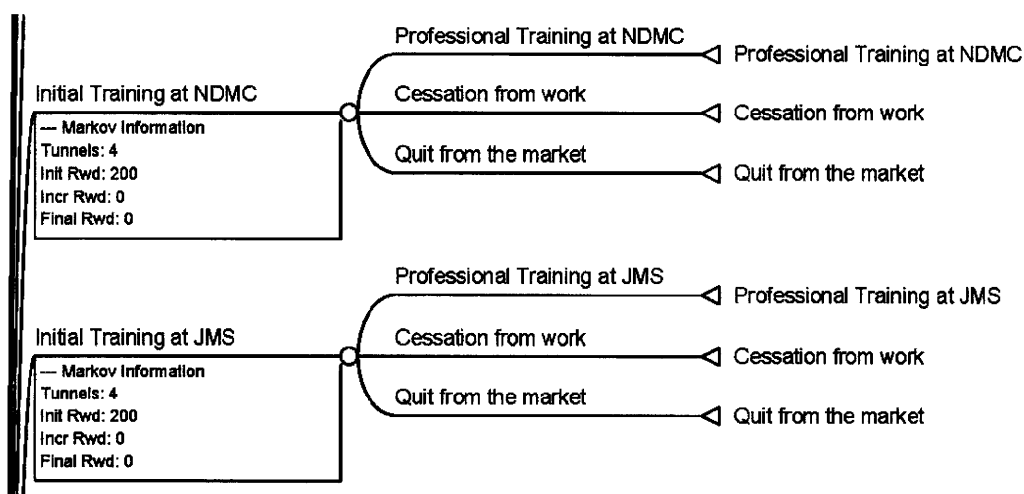 Professional Training at NDMC
Professional Training at NDMC
Initial Training at NDMC
Cessation from work
Cessation from work
--- Markov Information
Tunnels: 4
Init Rwd: 200
Incr Rwd: 0
Final Rwd: 0
Quit from the market
Quit from the market
Professional Training at JMS
Professional Training at JMS
Initial Training at JMS
Cessation from work
Cessation from work
--- Markov Information
Tunnels: 4
Init Rwd: 200
Incr Rwd: 0
Final Rwd: 0
Quit from the market
Quit from the market